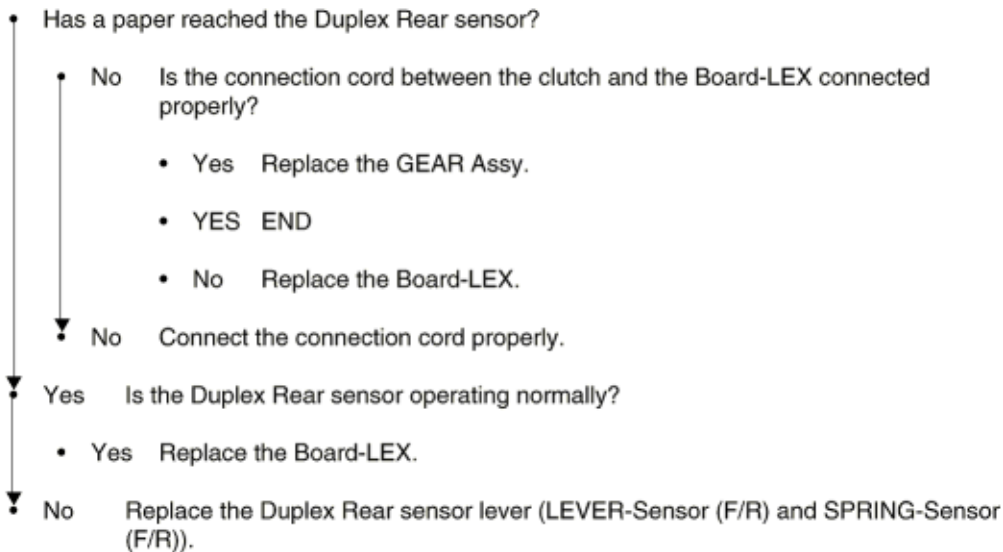 • Has a paper reached the Duplex Rear sensor?
• No Is the connection cord between the clutch and the Board-LEX connected
properly?
• Yes Replace the GEAR Assy.
• YES END
• No Replace the Board-LEX.
• No Connect the connection cord properly.
• Yes Is the Duplex Rear sensor operating normally?
• Yes Replace the Board-LEX.
• No Replace the Duplex Rear sensor lever (LEVER-Sensor (F/R) and SPRING-Sensor
(F/R)).